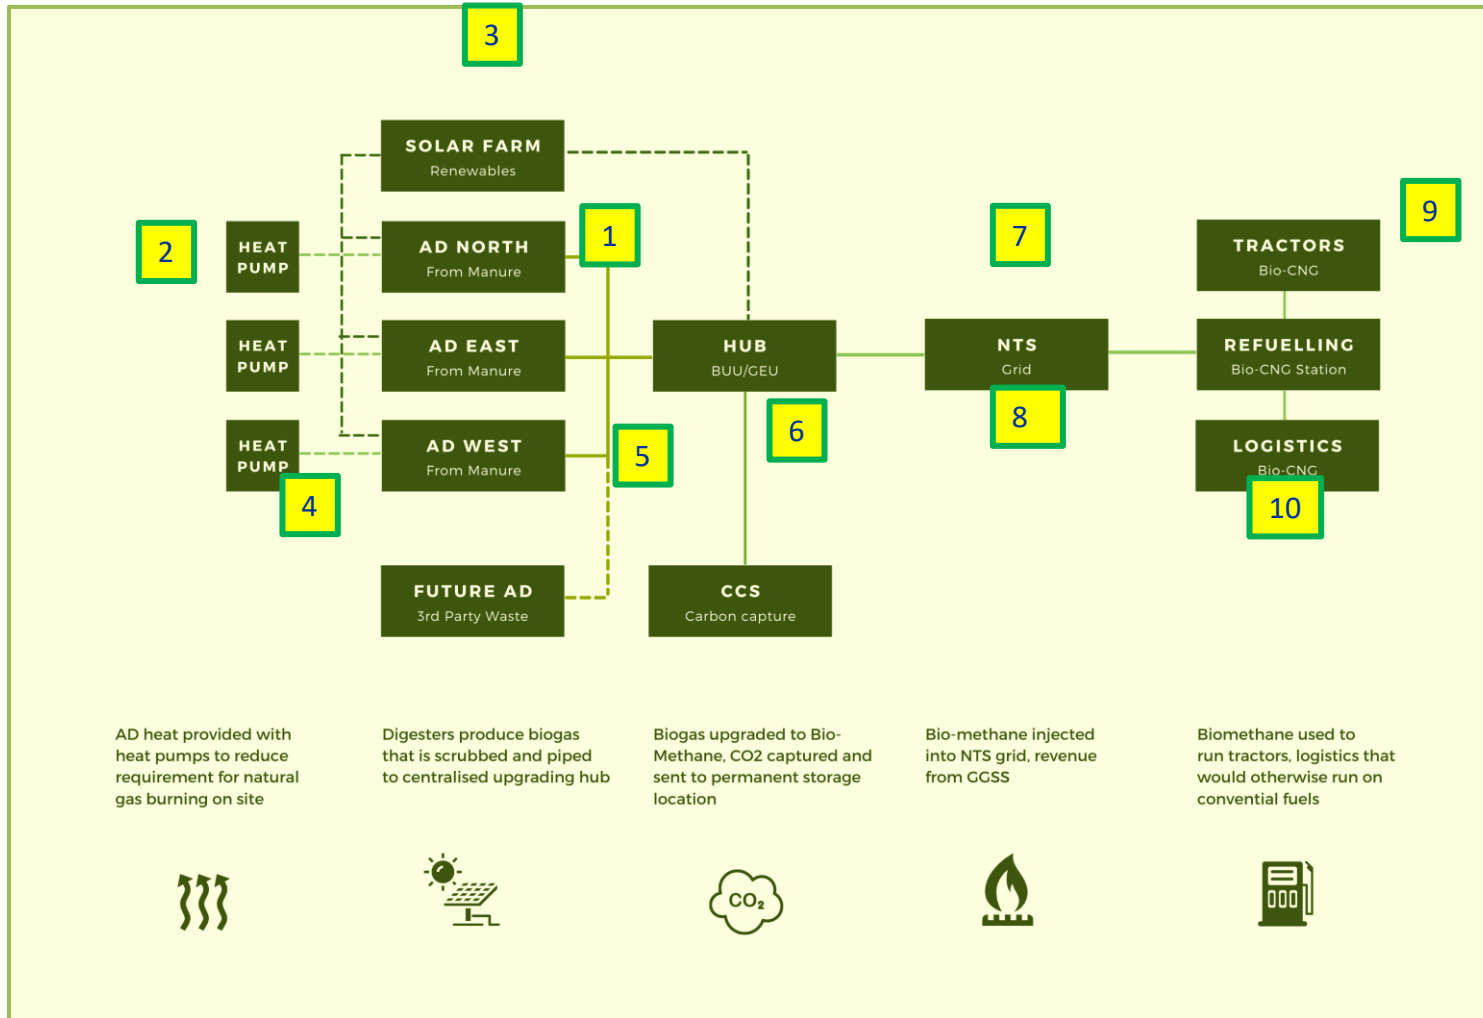 3
SOLAR FARM
Renewables
2
HEAT
PUMP
AD NORTH
From Manure
1
7
9
TRACTORS
Bio-CNG
HEAT
PUMP
AD EAST
From Manure
HUB
BUU/GEU
NTS
Grid
REFUELLING
Bio-CNG Station
8
6
HEAT
PUMP
4
AD WEST
From Manure
5
LOGISTICS
Bio-CNG
10
FUTURE AD
3rd Party Waste
CCS
Carbon capture
AD heat provided with
heat pumps to reduce
requirement for natural
gas burning on site
Digesters produce biogas
that is scrubbed and piped
to centralised upgrading hub
Biogas upgraded to Bio-
Methane, CO2 captured and
sent to permanent storage
location
Bio-methane injected
into NTS grid, revenue
from GGSS
Biomethane used to
run tractors, logistics that
would otherwise run on
convential fuels
CO₂